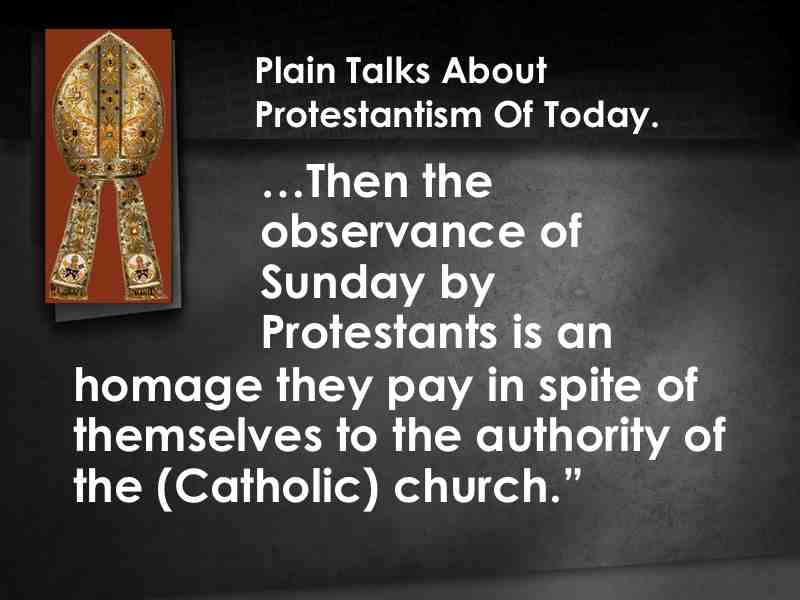 Plain Talks About
Protestantism Of Today.
…Then the
observance of
Sunday by
Protestants is an
homage they pay in spite of
themselves to the authority of
the (Catholic) church.”